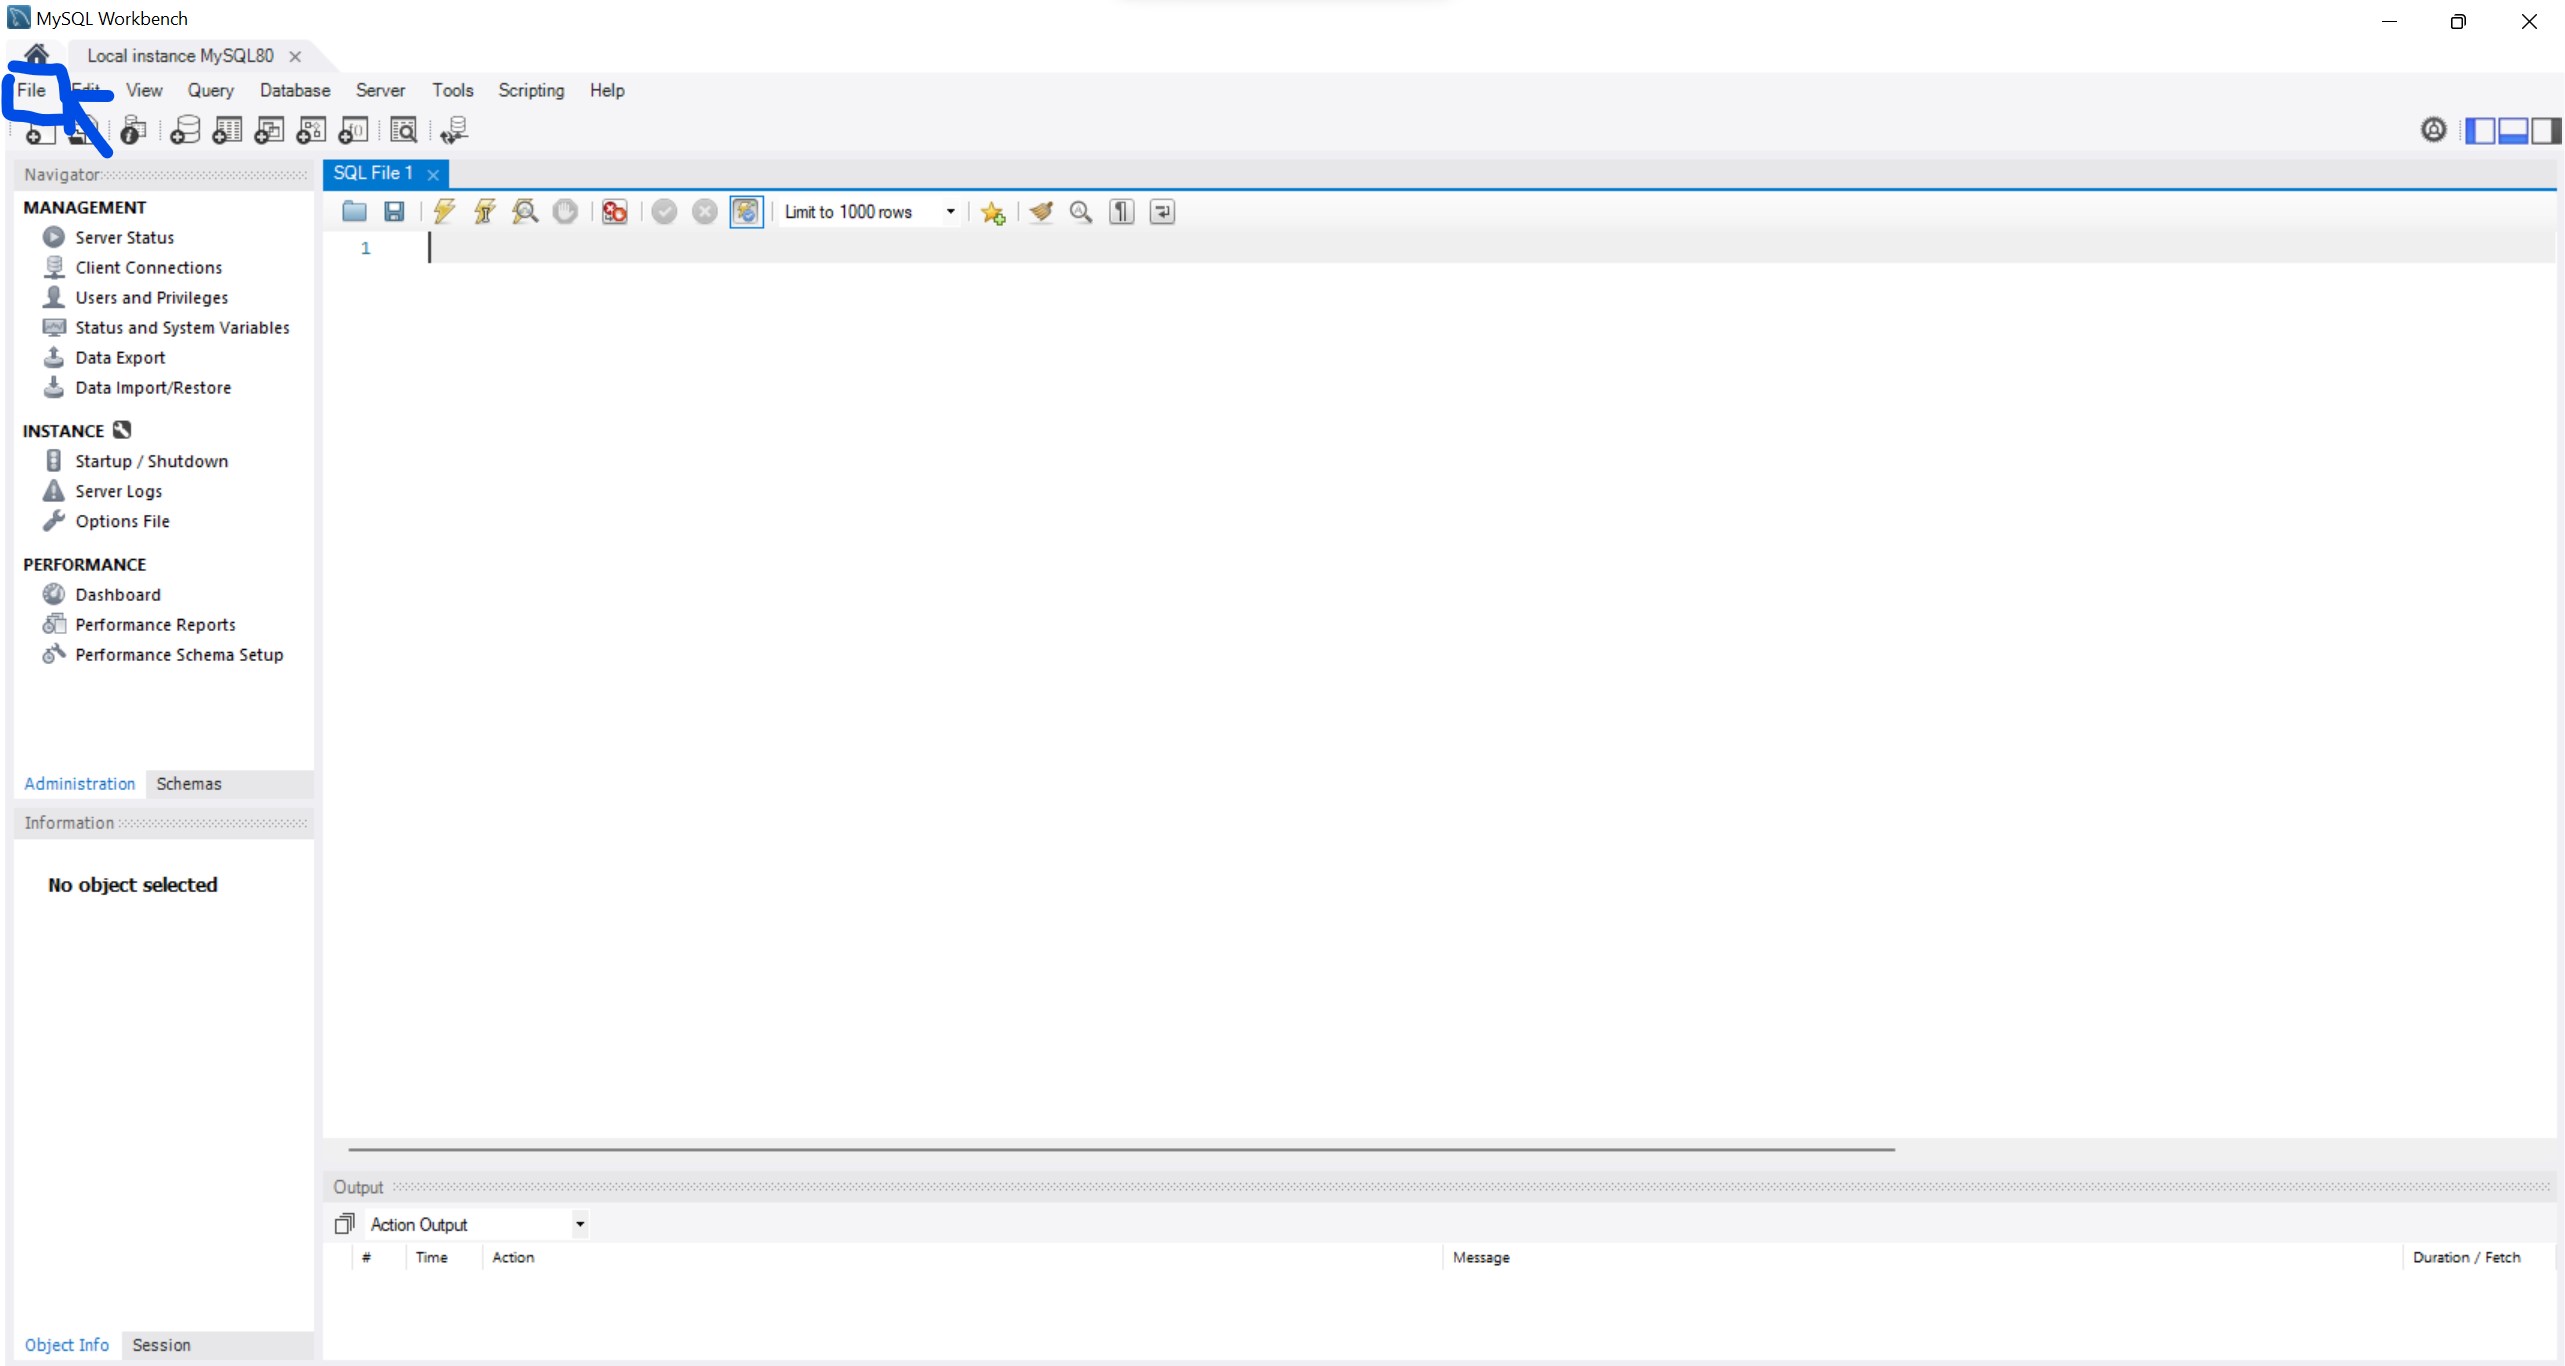 MySQL Workbench
Local instance MySQL80
File Edit View Query Database Server Tools Scripting Help
Navigator
SQL File 1
MANAGEMENT
Limit to 1000 rows
Server Status
1
Client Connections
Users and Privileges
Status and System Variables
Data Export
Data Import/Restore
INSTANCE
Startup / Shutdown
Server Logs
Options File
PERFORMANCE
Dashboard
Performance Reports
Performance Schema Setup
Administration Schemas
Information
No object selected
Output
Action Output
# Time Action Message Duration / Fetch
Object Info Session